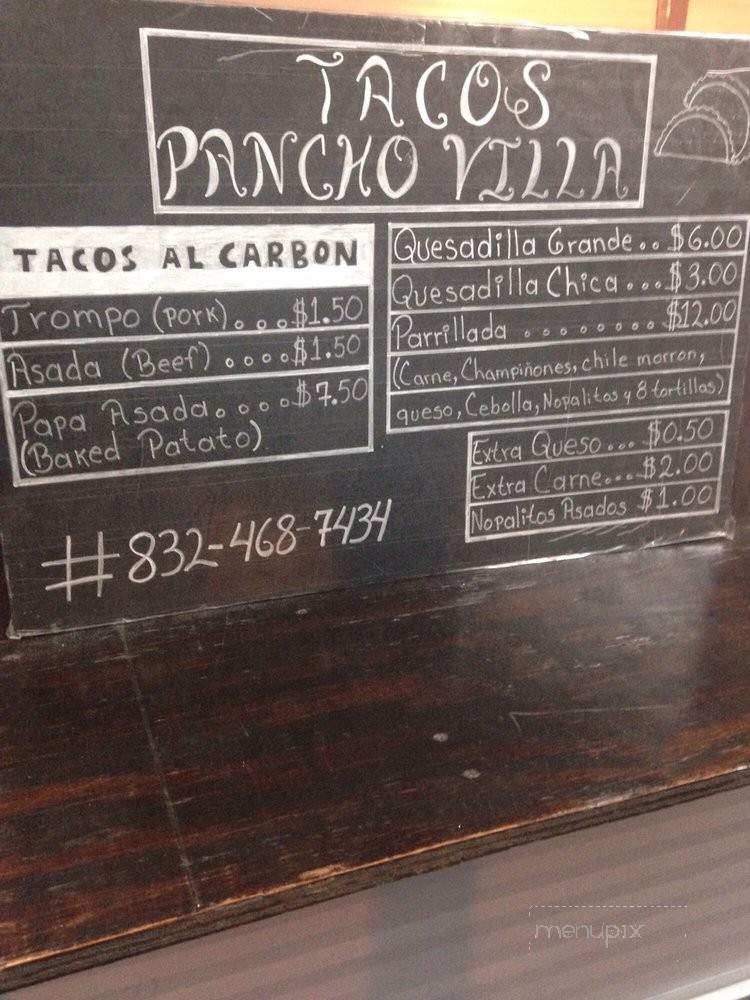 TACOS
PANCHO VILLA
TACOS AL CARBON
Trompo (pork)....$1.50
Asada (Beef) ....$1.50
Papa Asada....$7.50
(Baked Patato)
#832-468-7434
Quesadilla Grande..$6.00
Quesadilla Chica ...$3.00
Parrillada ........$12.00
(Carne, Champiñones, chile morron,
queso, Cebolla, Nopalitos y 8 tortillas)
Extra Queso... $0.50
Extra Carne...$2.00
Nopalitos Asados $1.00
menupix